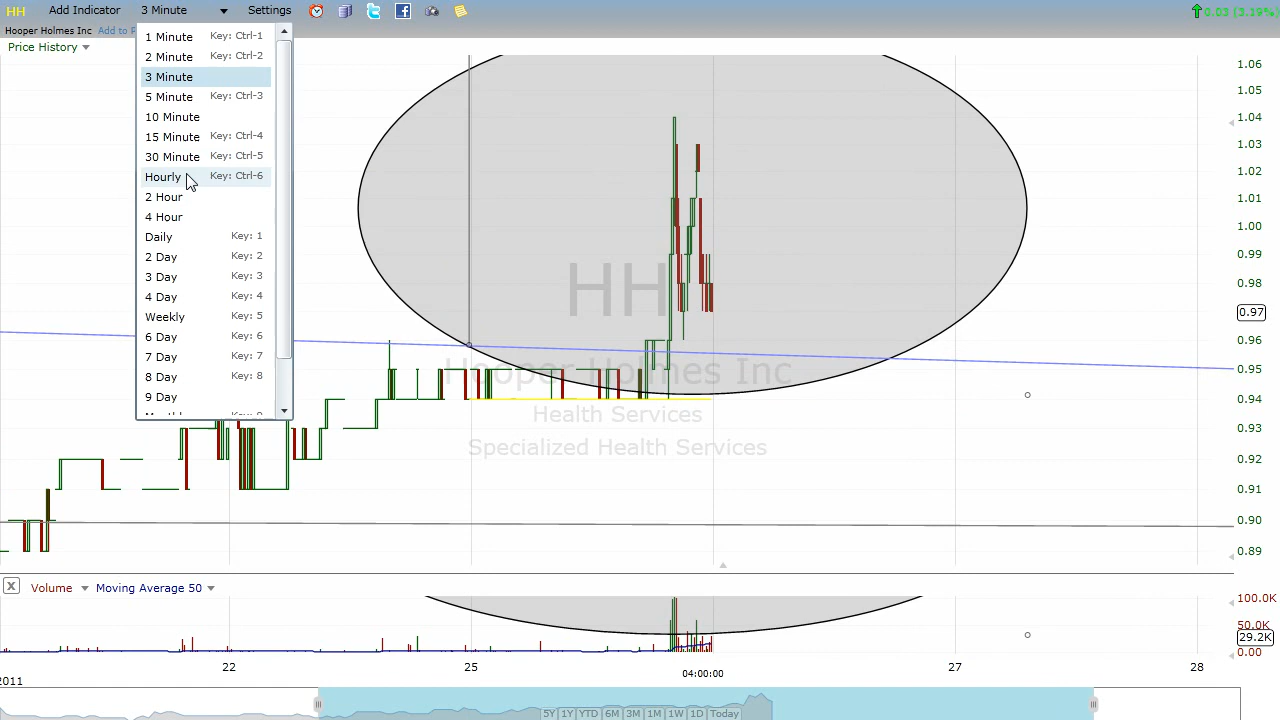 HH Add Indicator 3 Minute Settings 0.03 (3.19%)
Hooper Holmes Inc Add to
Price History
1 Minute Key: Ctrl-1
2 Minute Key: Ctrl-2
3 Minute
5 Minute Key: Ctrl-3
10 Minute
15 Minute Key: Ctrl-4
30 Minute Key: Ctrl-5
Hourly Key: Ctrl-6
2 Hour
4 Hour
Daily Key: 1
2 Day Key: 2
3 Day Key: 3
4 Day Key: 4
Weekly Key: 5
6 Day Key: 6
7 Day Key: 7
8 Day Key: 8
9 Day
1.06
1.05
1.04
1.03
1.02
1.01
1.00
0.99
0.98
0.97
0.96
0.95
0.94
0.93
0.92
0.91
0.90
0.89
HH
Hooper Holmes Inc
Health Services
Specialized Health Services
X Volume Moving Average 50
100.0K
50.0K
29.2K
0.00
22 25 04:00:00 27 28
2011
5Y 1Y YTD 6M 3M 1M 1W 1D Today